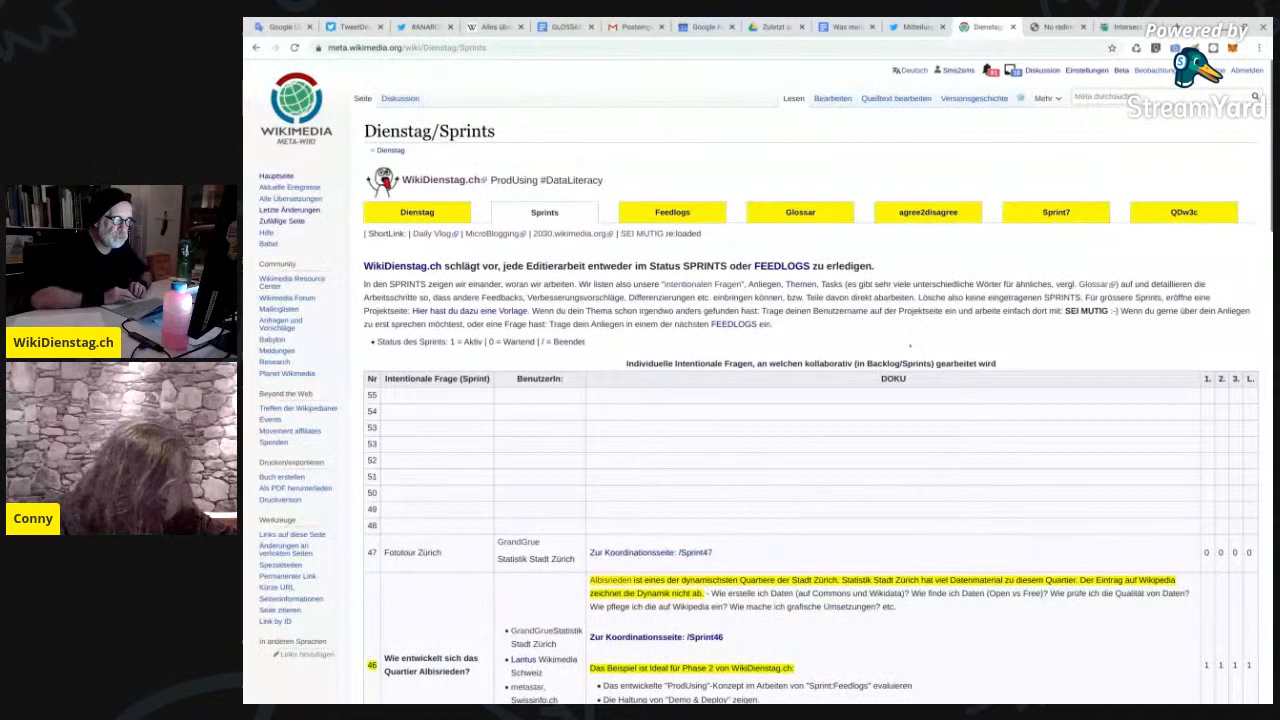 Google Ü
TweetDe
#ANARC
Alles übe
GLOSSA
Posteing
Google K
Zuletzt a
Was mei
Mitteilu
Dienstag
No redire
Intersec
Powered by
StreamYard
meta.wikimedia.org/wiki/Dienstag/Sprints
Deutsch Sms2sms Diskussion Einstellungen Beta Abmelden
WIKIMEDIA
META-WIKI
Seite Diskussion Lesen Bearbeiten Quelltext bearbeiten Versionsgeschichte Mehr
Dienstag/Sprints
< Dienstag
WikiDienstag.ch ProdUsing #DataLiteracy
Dienstag Sprints Feedlogs Glossar agree2disagree Sprint7 QDw3c
| ShortLink: | Daily Vlog | MicroBlogging | 2030.wikimedia.org | SEI MUTIG re:loaded
WikiDienstag.ch schlägt vor, jede Editierarbeit entweder im Status SPRINTS oder FEEDLOGS zu erledigen.
In den SPRINTS zeigen wir einander, woran wir arbeiten. Wir listen also unsere "intentionalen Fragen", Anliegen, Themen, Tasks (es gibt sehr viele unterschiedliche Wörter für ähnliches, vergl. Glossar) auf und detaillieren die
Arbeitsschritte so, dass andere Feedbacks, Verbesserungsvorschläge, Differenzierungen etc. einbringen können, bzw. Teile davon direkt abarbeiten. Lösche also keine eingetragenen SPRINTS. Für grössere Sprints, eröffne eine
Projektseite: Hier hast du dazu eine Vorlage. Wenn du dein Thema schon irgendwo anders gefunden hast: Trage deinen Benutzername auf der Projektseite ein und arbeite einfach dort mit: SEI MUTIG :-) Wenn du gerne über dein Anliegen
zu erst sprechen möchtest, oder eine Frage hast: Trage dein Anliegen in einem der nächsten FEEDLOGS ein.
• Status des Sprints: 1 = Aktiv | 0 = Wartend | / = Beendet
Individuelle Intentionale Fragen, an welchen kollaborativ (in Backlog/Sprints) gearbeitet wird
Nr Intentionale Frage (Sprint) BenutzerIn: DOKU 1. 2. 3. L.
55
54
53
53
52
51
50
49
48
47 Fototour Zürich GrandGrue
Statistik Stadt Zürich Zur Koordinationsseite: /Sprint47 0 0 0 0
Albisrieden ist eines der dynamischsten Quartiere der Stadt Zürich. Statistik Stadt Zürich hat viel Datenmaterial zu diesem Quartier. Der Eintrag auf Wikipedia
zeichnet die Dynamik nicht ab. - Wie erstelle ich Daten (auf Commons und Wikidata)? Wie finde ich Daten (Open vs Free)? Wie prüfe ich die Qualität von Daten?
Wie pflege ich die auf Wikipedia ein? Wie mache ich grafische Umsetzungen? etc.
46 Wie entwickelt sich das
Quartier Albisrieden?
• GrandGrueStatistik
Stadt Zürich
• Lantus Wikimedia
Schweiz
• metastar,
Swissinfo.ch
Zur Koordinationsseite: /Sprint46
Das Beispiel ist Ideal für Phase 2 von WikiDienstag.ch:
• Das entwickelte "ProdUsing"-Konzept im Arbeiten von "Sprint:Feedlogs" evaluieren
• Die Haltung von "Demo & Deploy" zeigen.
1 1 1 1
Hauptseite
Aktuelle Ereignisse
Alle Übersetzungen
Letzte Änderungen
Zufällige Seite
Hilfe
Babel
Community
Wikimedia Resource
Center
Wikimedia Forum
Mailinglisten
Anfragen und
Vorschläge
Babylon
Meldungen
Research
Planet Wikimedia
Beyond the Web
Treffen der Wikipedianer
Events
Movement affiliates
Spenden
Drucken/exportieren
Buch erstellen
Als PDF herunterladen
Druckversion
Werkzeuge
Links auf diese Seite
Änderungen an
verlinkten Seiten
Spezialseiten
Permanenter Link
Kürze URL
Seiteninformationen
Seite zitieren
Link by ID
In anderen Sprachen
Links hinzufügen
WikiDienstag.ch
Conny